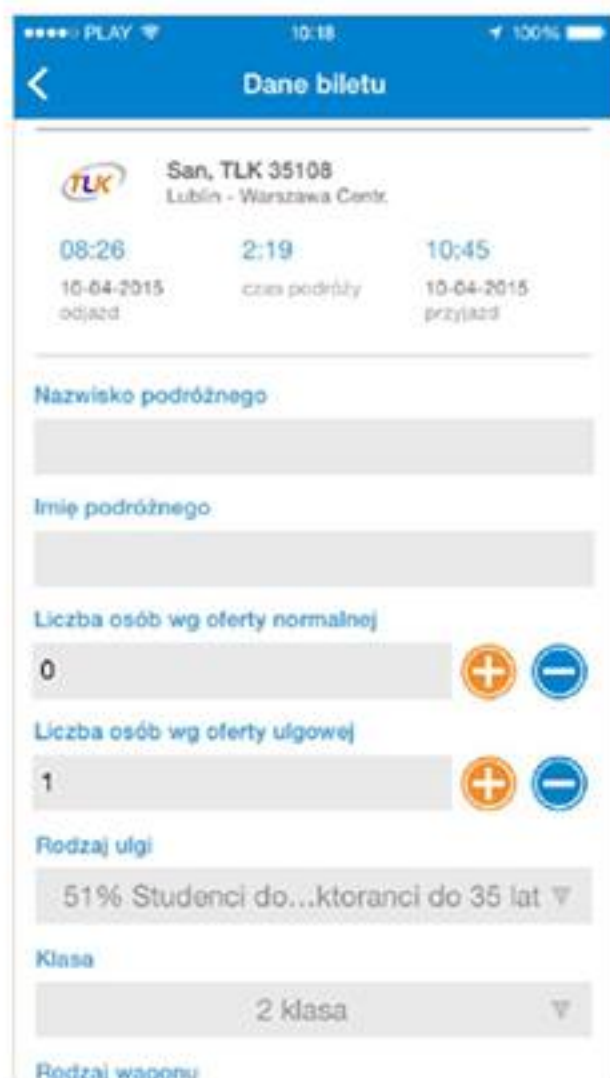 PLAY 10:18 100%
Dane biletu
TLK
San, TLK 35108
Lublin - Warszawa Centr.
08:26 2:19 10:45
10-04-2015 czas podróży 10-04-2015
odjazd przyjazd
Nazwisko podróżnego
Imię podróżnego
Liczba osób wg oferty normalnej
0
Liczba osób wg oferty ulgowej
1
Rodzaj ulgi
51% Studenci do...ktoranci do 35 lat
Klasa
2 klasa
Rodzaj wagonu